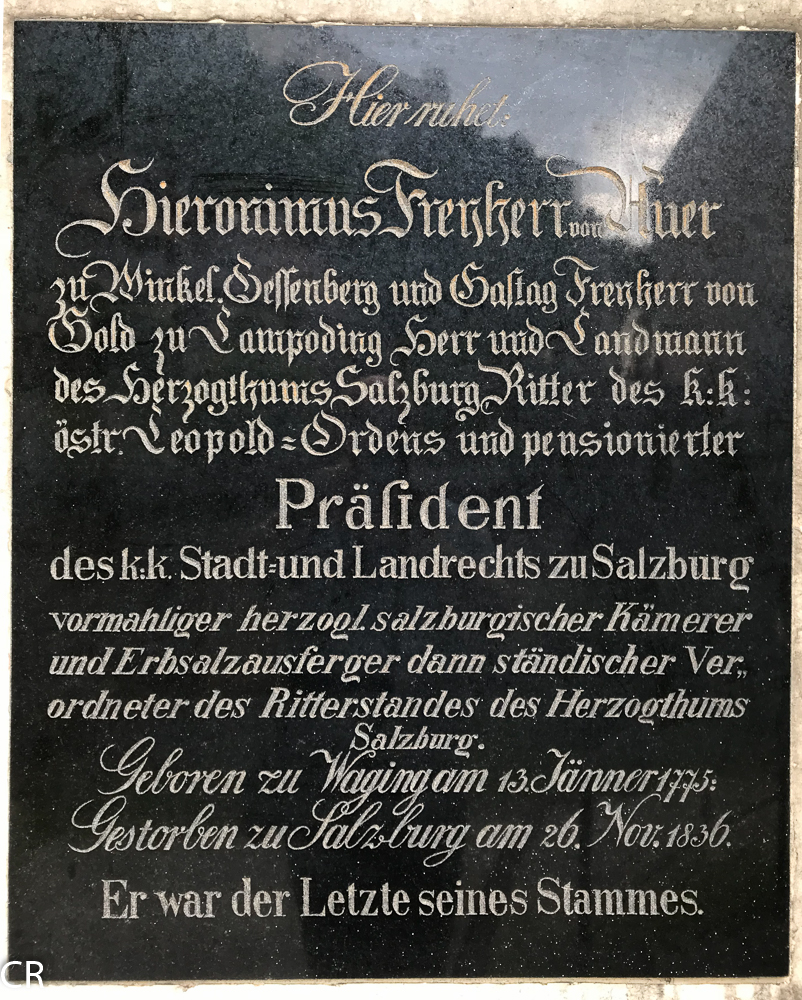 Hier ruhet:
Hieronimus Freyherr von Auer
zu Winkel, Gessenberg und Gastag Freyherr von
Gold zu Lampoding Herr und Landmann
des Herzogthums Salzburg Ritter des k: k:
östr: Leopold=Ordens und pensionierter
Präsident
des k:k. Stadt=und Landrechts zu Salzburg
vormahliger herzogl. salzburgischer Kämerer
und Erbsalzausferger dann ständischer Ver„
ordneter des Ritterstandes des Herzogthums
Salzburg.
Geboren zu Waging am 13. Jänner 1775:
Gestorben zu Salzburg am 26. Nov: 1836.
Er war der Letzte seines Stammes.
CR